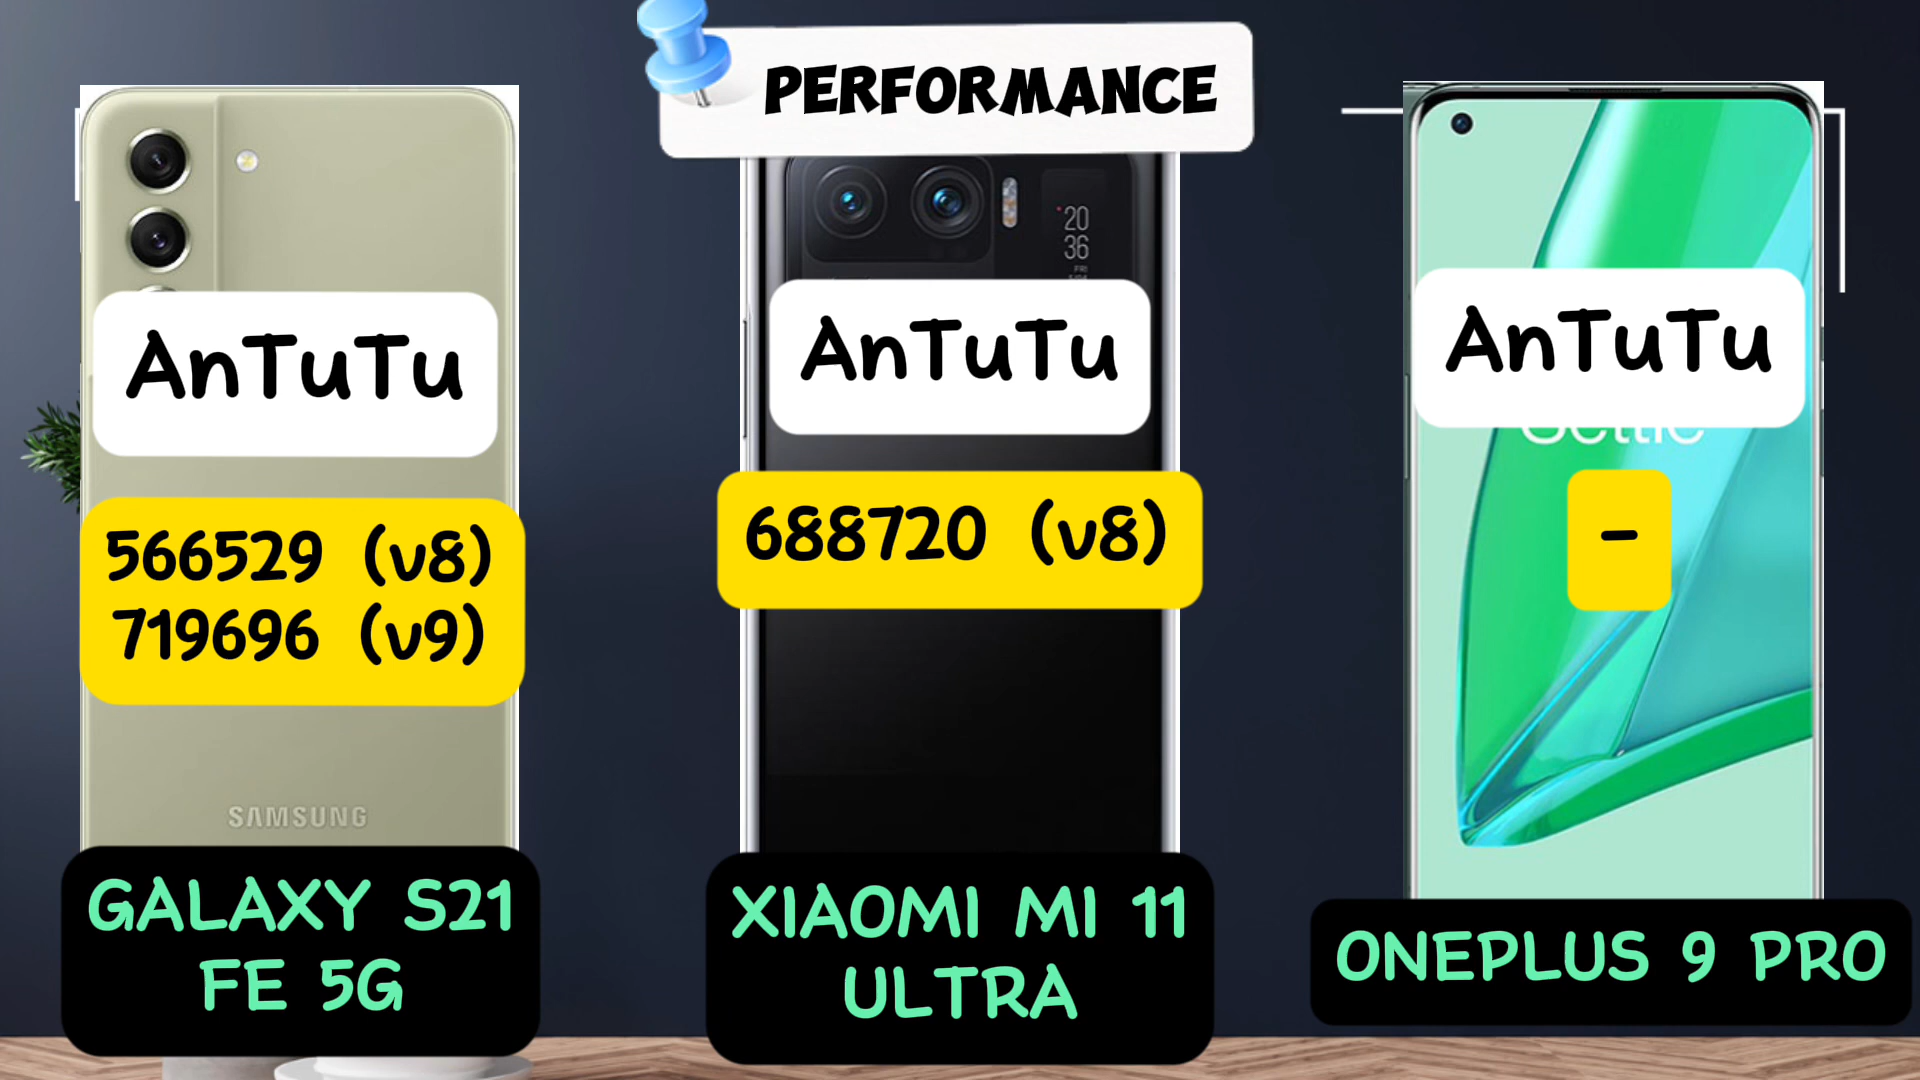 PERFORMANCE
20
36
FRI
AnTuTu
566529 (v8)
719696 (v9)
SAMSUNG
GALAXY S21
FE 5G
AnTuTu
688720 (v8)
XIAOMI MI 11
ULTRA
AnTuTu
-
ONEPLUS 9 PRO